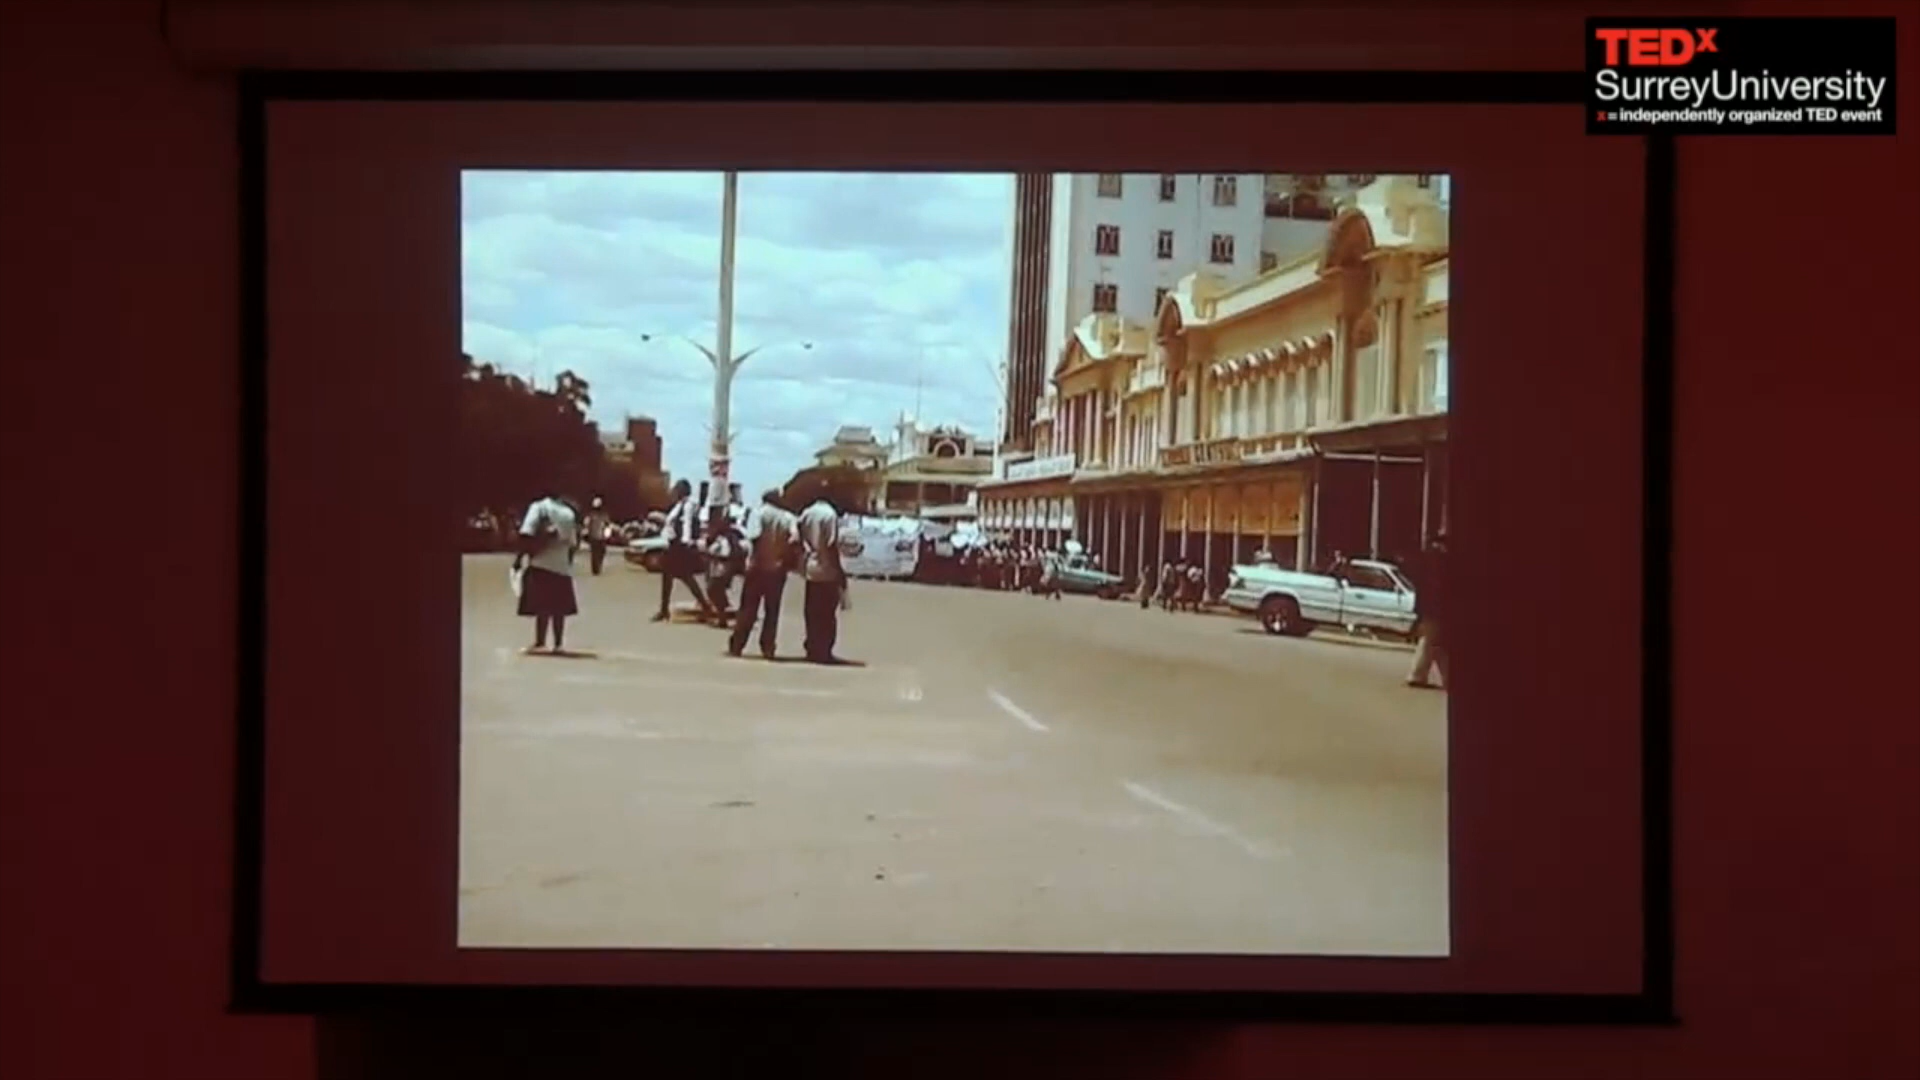 TEDx
SurreyUniversity
x = independently organized TED event